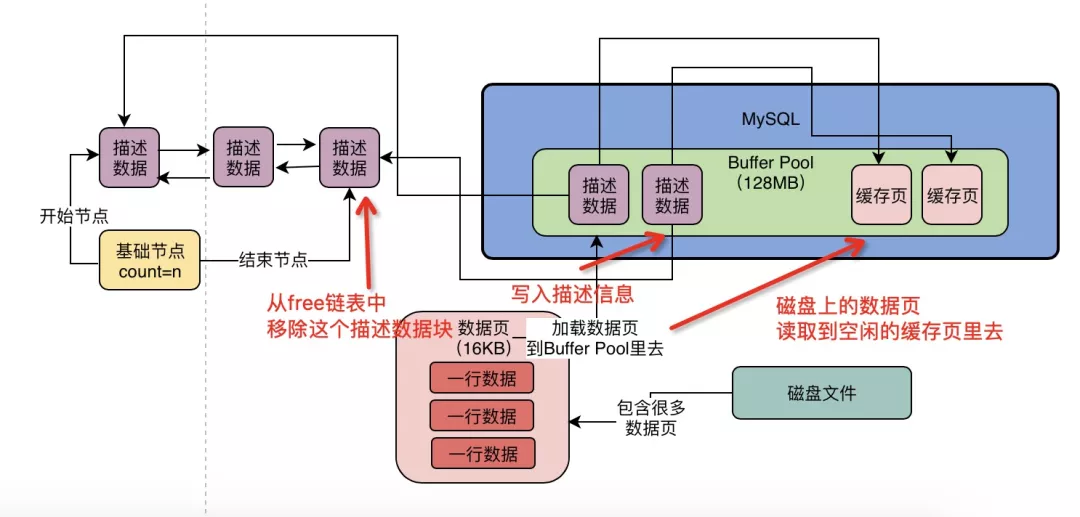 MySQL
Buffer Pool
（128MB）
描述
数据
描述
数据
描述
数据
描述
数据
描述
数据
缓存页
缓存页
开始节点
基础节点
count=n
结束节点
从free链表中
移除这个描述数据块
写入描述信息
磁盘上的数据页
读取到空闲的缓存页里去
数据页
（16KB）
加载数据页
到Buffer Pool里去
一行数据
一行数据
一行数据
包含很多
数据页
磁盘文件